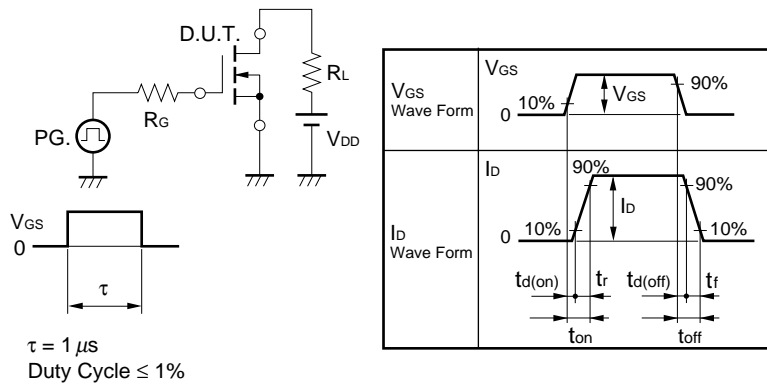 D.U.T.
RL
RG
PG.
VDD
VGS
0
τ
τ = 1 μs
Duty Cycle ≤ 1%
VGS
Wave Form
VGS
10%
0
VGS
90%
ID
Wave Form
ID
90%
90%
0
10%
ID
10%
td(on)
tr
td(off)
tf
ton
toff